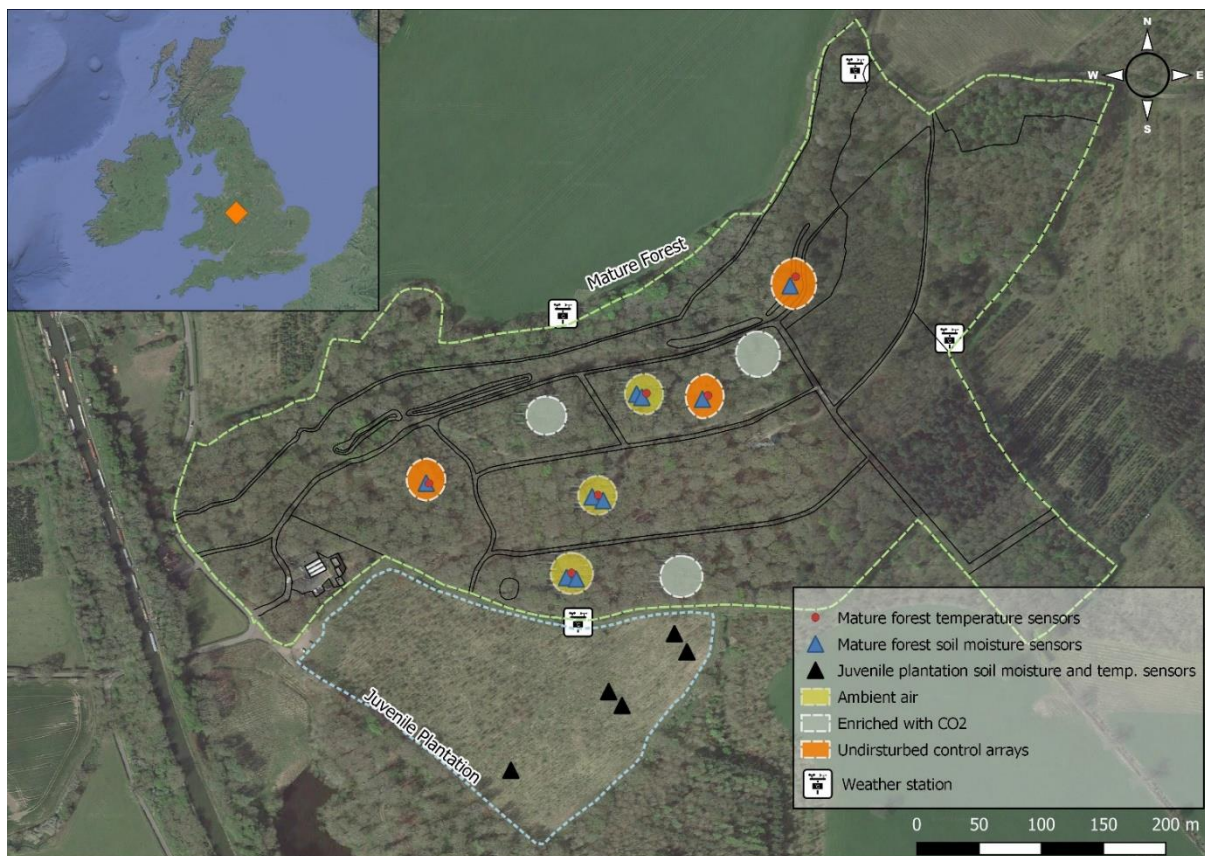 N
W
E
S
Mature Forest
Juvenile Plantation
Mature forest temperature sensors
Mature forest soil moisture sensors
Juvenile plantation soil moisture and temp. sensors
Ambient air
Enriched with CO2
Undirsturbed control arrays
Weather station
0 50 100 150 200 m